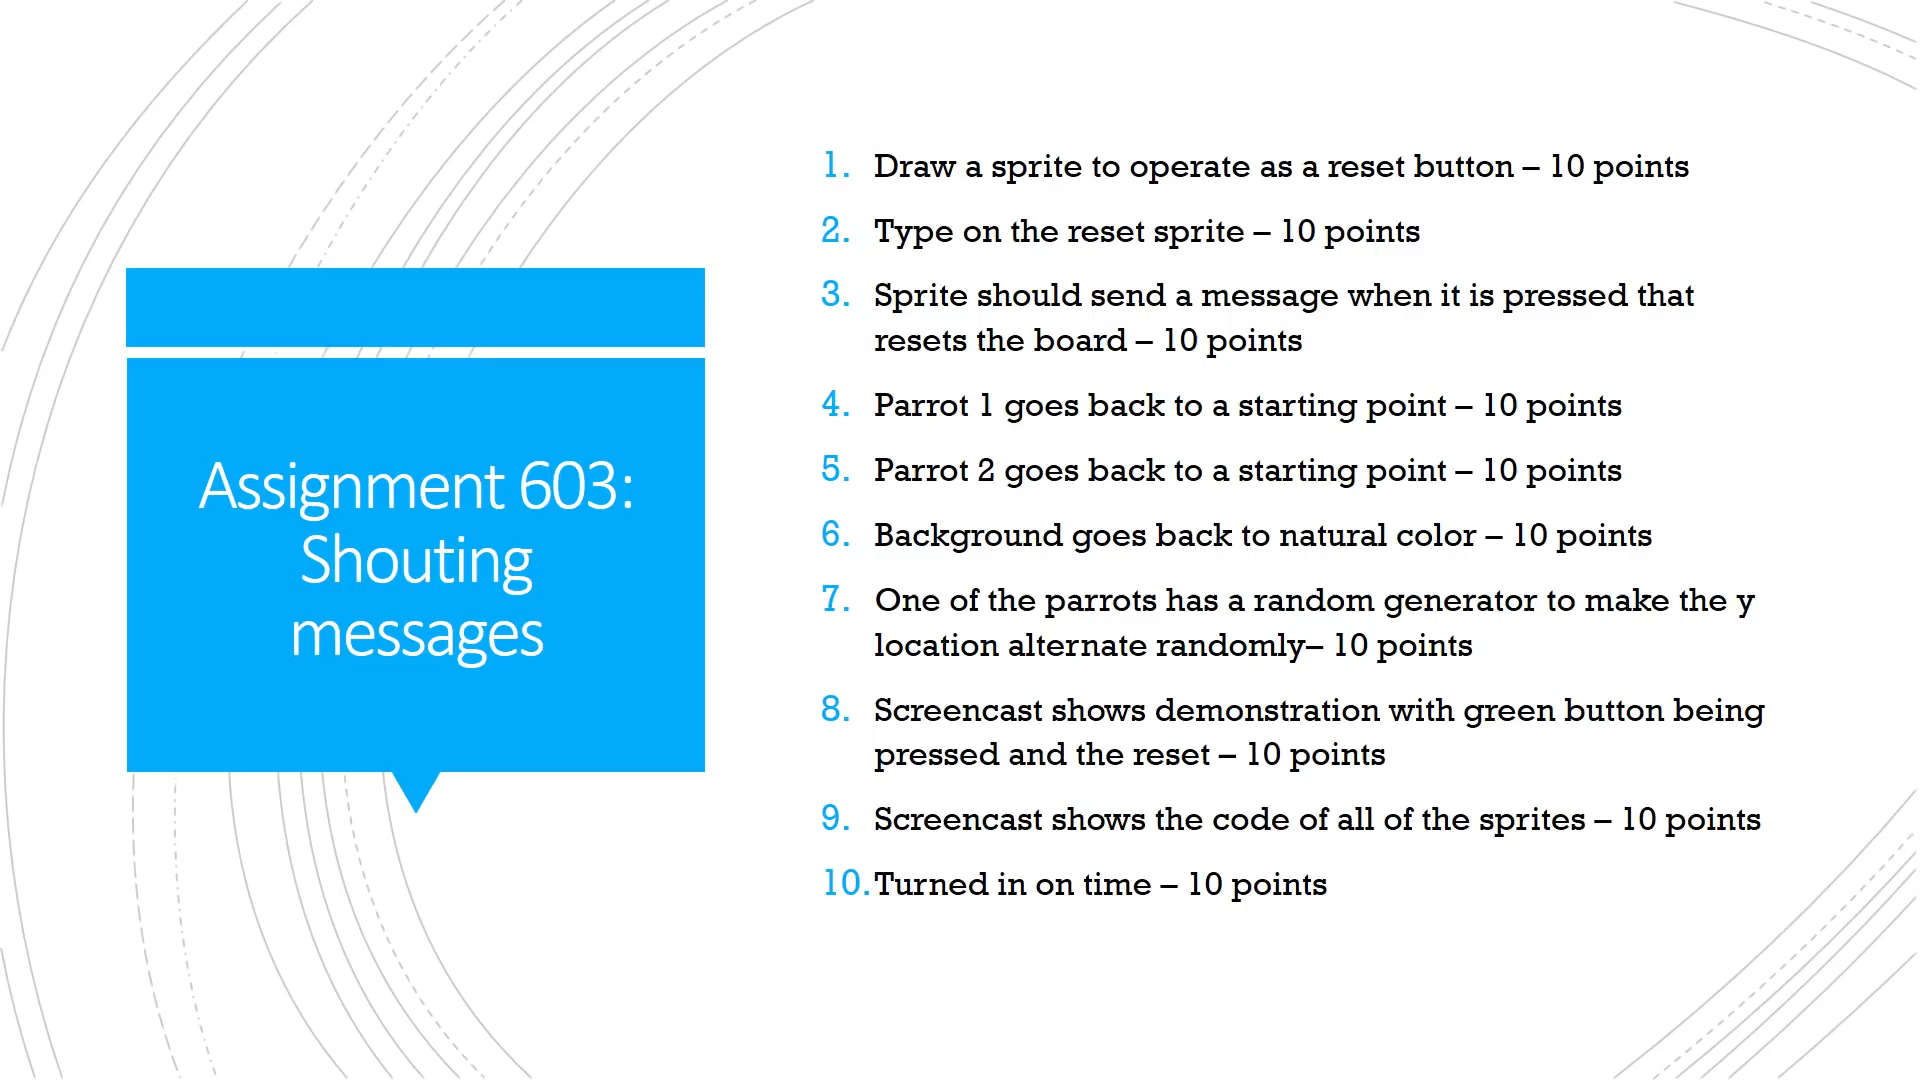 Assignment 603:
Shouting
messages
1. Draw a sprite to operate as a reset button – 10 points
2. Type on the reset sprite – 10 points
3. Sprite should send a message when it is pressed that
resets the board – 10 points
4. Parrot 1 goes back to a starting point – 10 points
5. Parrot 2 goes back to a starting point – 10 points
6. Background goes back to natural color – 10 points
7. One of the parrots has a random generator to make the y
location alternate randomly– 10 points
8. Screencast shows demonstration with green button being
pressed and the reset – 10 points
9. Screencast shows the code of all of the sprites – 10 points
10. Turned in on time – 10 points